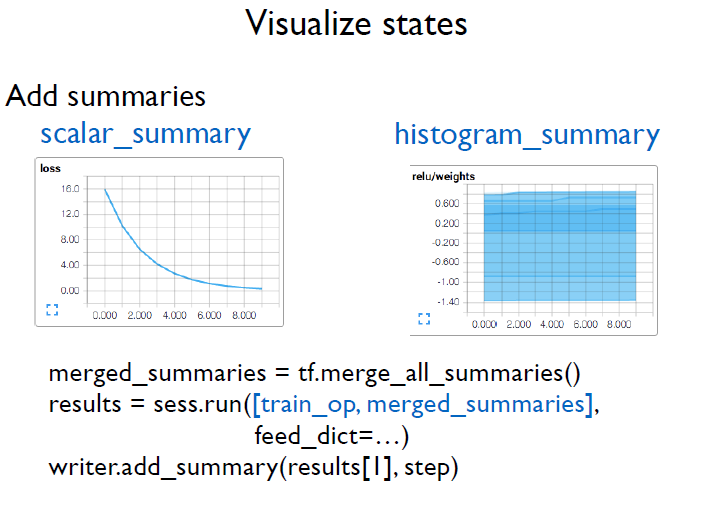 Visualize states
Add summaries
scalar_summary
histogram_summary
loss
16.0
12.0
8.00
4.00
0.00
0.000 2.000 4.000 6.000 8.000
relu/weights
0.600
0.200
-0.200
-0.600
-1.00
-1.40
0.000 2.000 4.000 6.000 8.000
merged_summaries = tf.merge_all_summaries()
results = sess.run([train_op, merged_summaries],
feed_dict=…)
writer.add_summary(results[1], step)